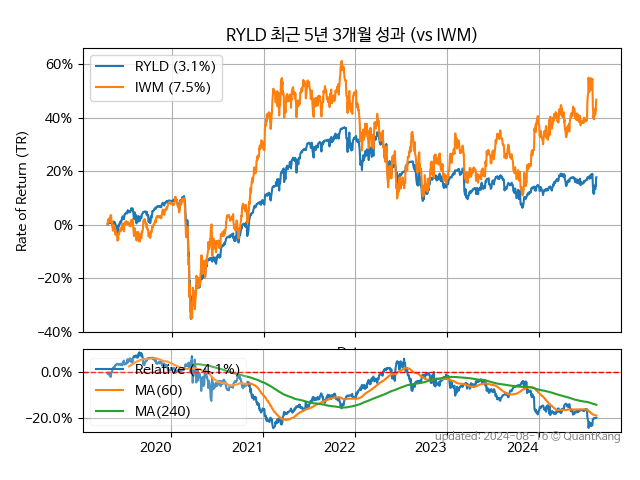 RYLD 최근 5년 3개월 성과 (vs IWM)
Rate of Return (TR)
60%
40%
20%
0%
−20%
−40%
RYLD (3.1%)
IWM (7.5%)
0.0%
−20.0%
Relative (−4.1%)
MA(60)
MA(240)
2020
2021
2022
2023
2024
updated: 2024-08-16 © QuantKang